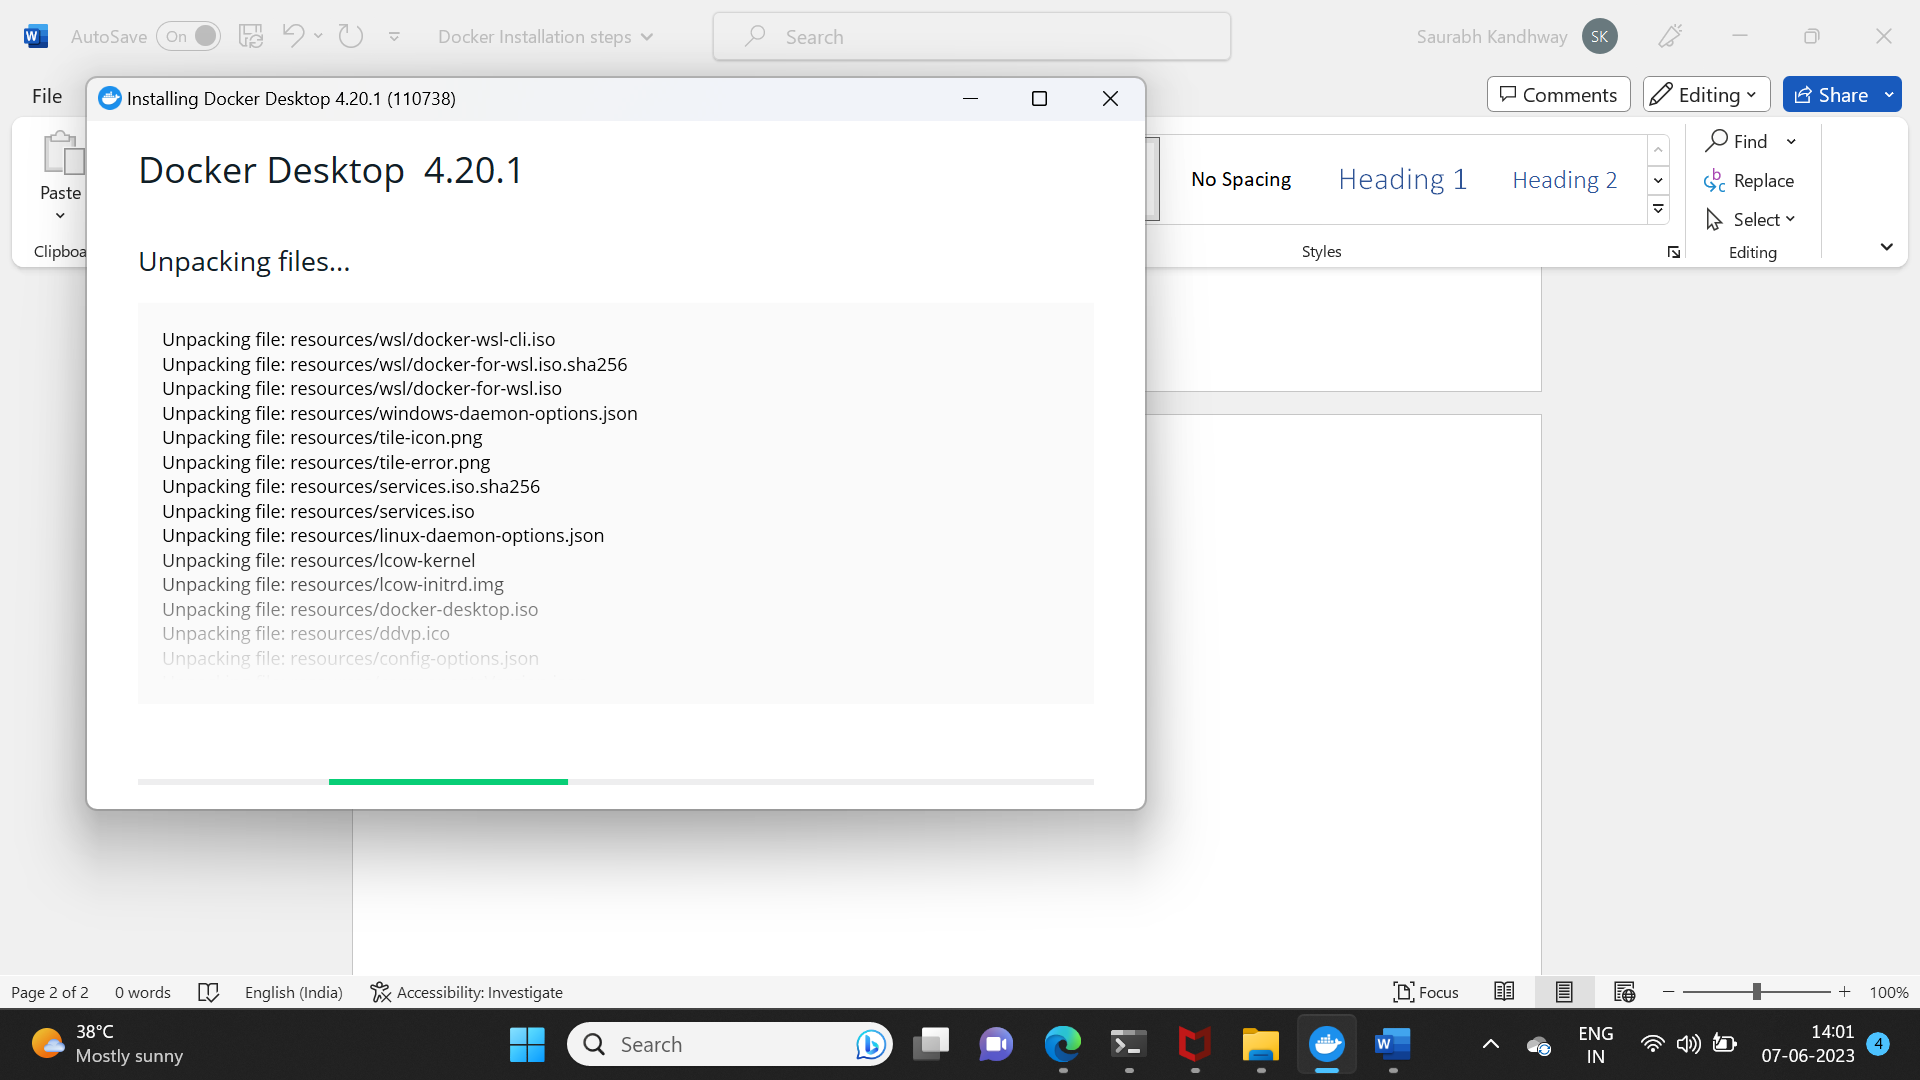 AutoSave On
Docker Installation steps
Search
Saurabh Kandhway SK
Installing Docker Desktop 4.20.1 (110738)
File
Comments
Editing
Share
Docker Desktop 4.20.1
Paste
Clipboa
No Spacing
Heading 1
Heading 2
Styles
Find
Replace
Select
Editing
Unpacking files...
Unpacking file: resources/wsl/docker-wsl-cli.iso
Unpacking file: resources/wsl/docker-for-wsl.iso.sha256
Unpacking file: resources/wsl/docker-for-wsl.iso
Unpacking file: resources/windows-daemon-options.json
Unpacking file: resources/tile-icon.png
Unpacking file: resources/tile-error.png
Unpacking file: resources/services.iso.sha256
Unpacking file: resources/services.iso
Unpacking file: resources/linux-daemon-options.json
Unpacking file: resources/lcow-kernel
Unpacking file: resources/lcow-initrd.img
Unpacking file: resources/docker-desktop.iso
Unpacking file: resources/ddvp.ico
Unpacking file: resources/config-options.json
Page 2 of 2
0 words
English (India)
Accessibility: Investigate
Focus
100%
38°C
Mostly sunny
Search
ENG
IN
14:01
07-06-2023
4